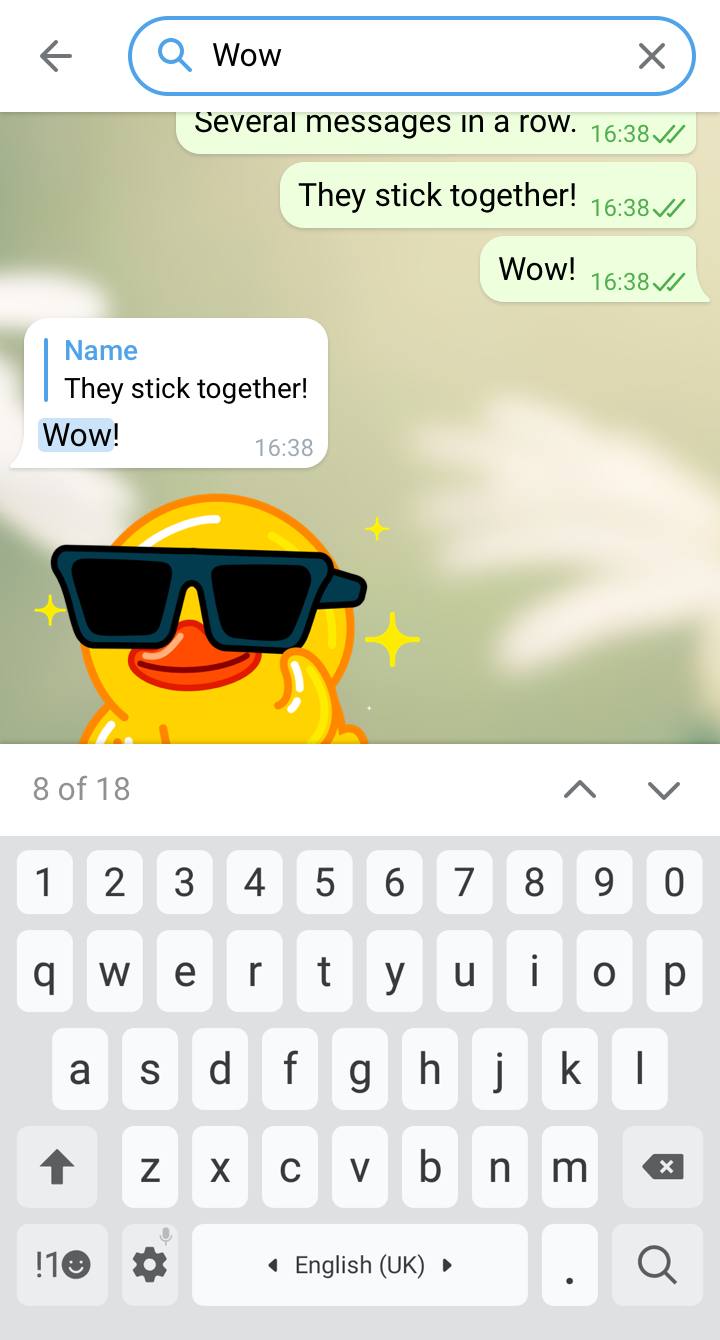 Wow
Several messages in a row. 16:38
They stick together! 16:38
Wow! 16:38
Name
They stick together!
Wow! 16:38
8 of 18
1 2 3 4 5 6 7 8 9 0
q w e r t y u i o p
a s d f g h j k l
z x c v b n m
!1 English (UK) .